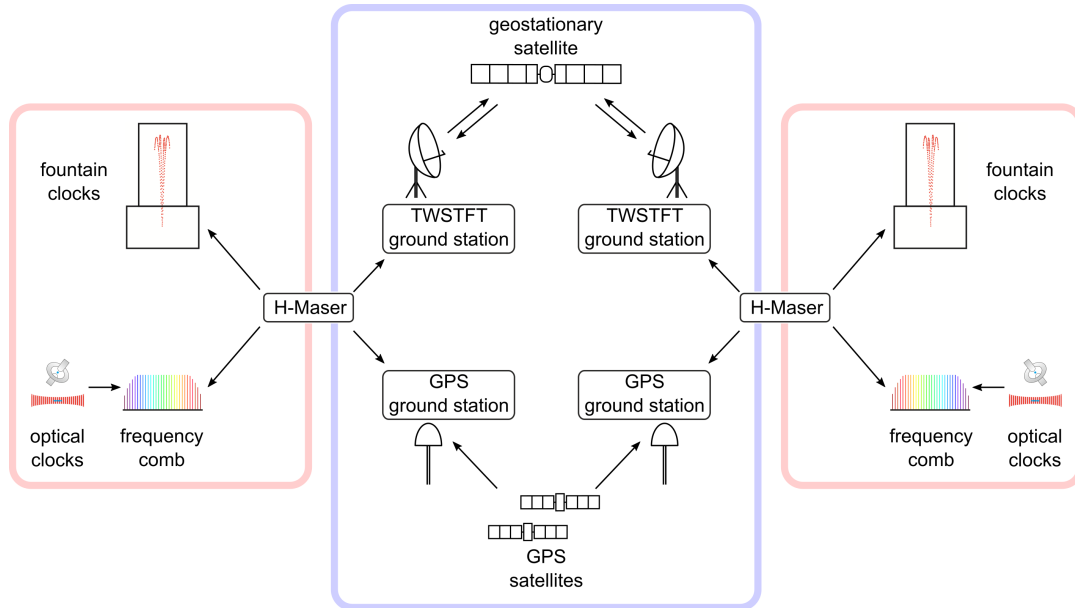 geostationary
satellite
fountain
clocks
fountain
clocks
TWSTFT
ground station
TWSTFT
ground station
H-Maser
H-Maser
GPS
ground station
GPS
ground station
optical
clocks
frequency
comb
frequency
comb
optical
clocks
GPS
satellites